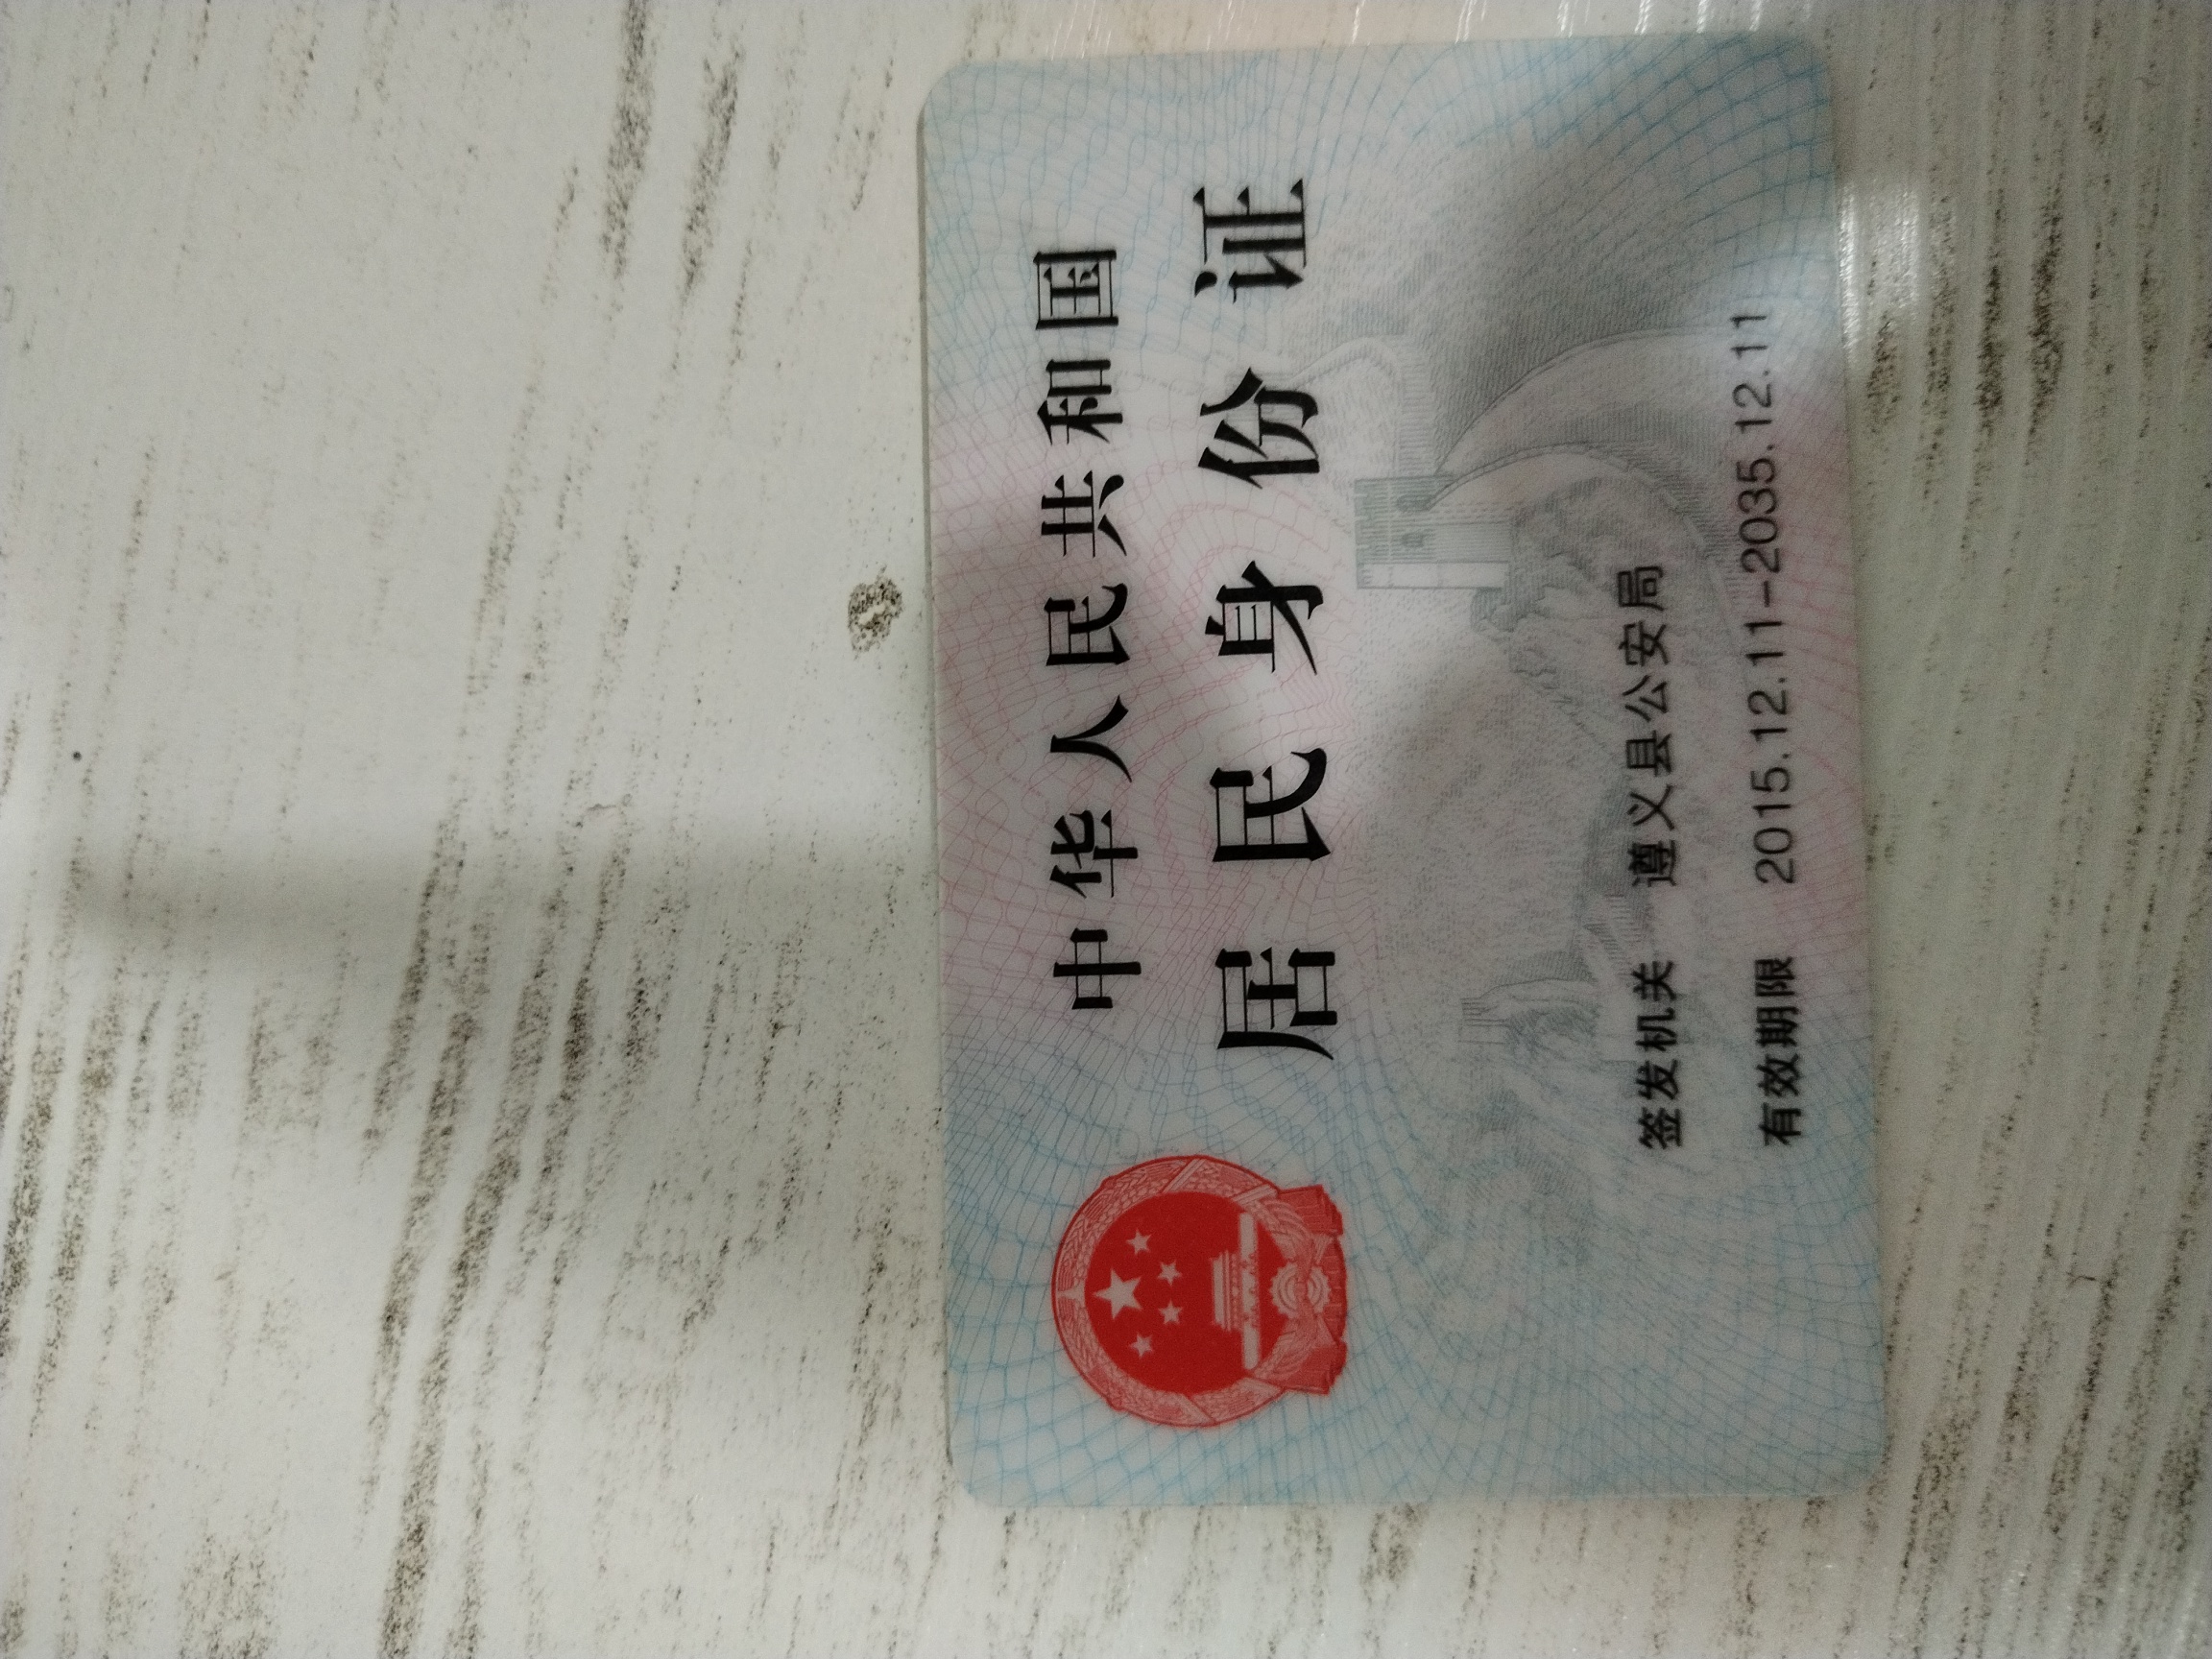 中华人民共和国
居民身份证
签发机关 遵义县公安局
有效期限 2015.12.11-2035.12.11